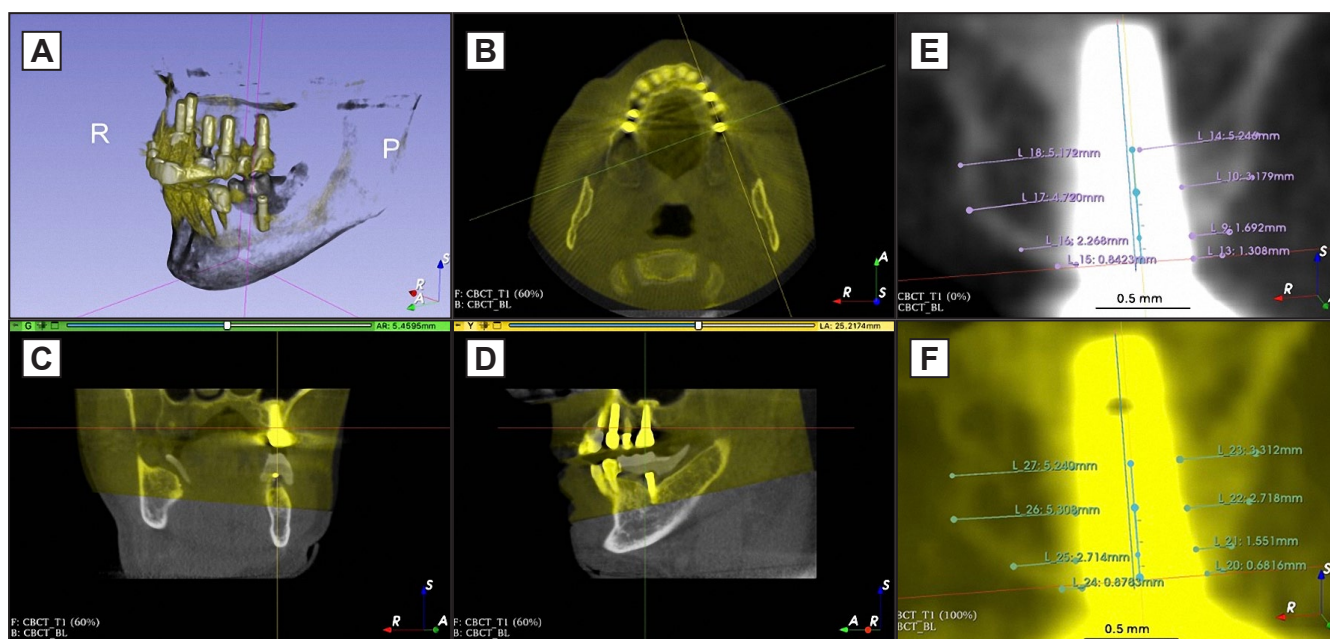 A
R
P
S
R
A
B
F: CBCT_T1 (60%)
B: CBCT_BL
A
R
S
E
L_14: 5.246mm
L_18: 5.179mm
L_10: 3.179mm
L_17: 4.720mm
L_9: 1.692mm
L_16: 2.268mm
L_13: 1.308mm
L_15: 0.8423mm
CBCT_T1 (0%)
CBCT_BL
0.5 mm
S
R
G
AR: 5.4595mm
C
F: CBCT_T1 (60%)
B: CBCT_BL
S
R
A
Y
LA: 25.2174mm
D
F: CBCT_T1 (60%)
B: CBCT_BL
S
A
R
F
L_23: 3.312mm
L_27: 5.240mm
L_22: 2.718mm
L_26: 5.308mm
L_21: 1.551mm
L_25: 2.714mm
L_20: 0.6816mm
L_24: 0.8783mm
BCT_T1 (100%)
BCT_BL
0.5 mm
S
R